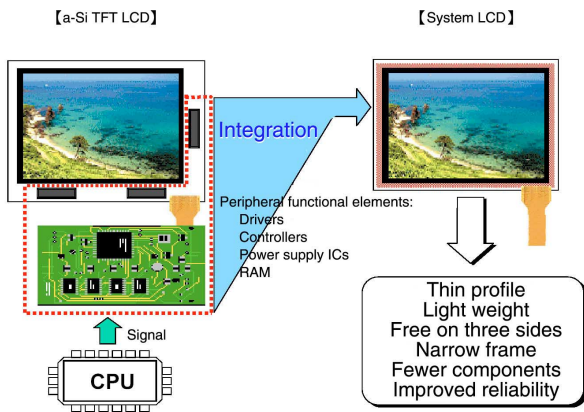 【a-Si TFT LCD】
【System LCD】
Integration
Peripheral functional elements:
Drivers
Controllers
Power supply ICs
RAM
Signal
CPU
Thin profile
Light weight
Free on three sides
Narrow frame
Fewer components
Improved reliability